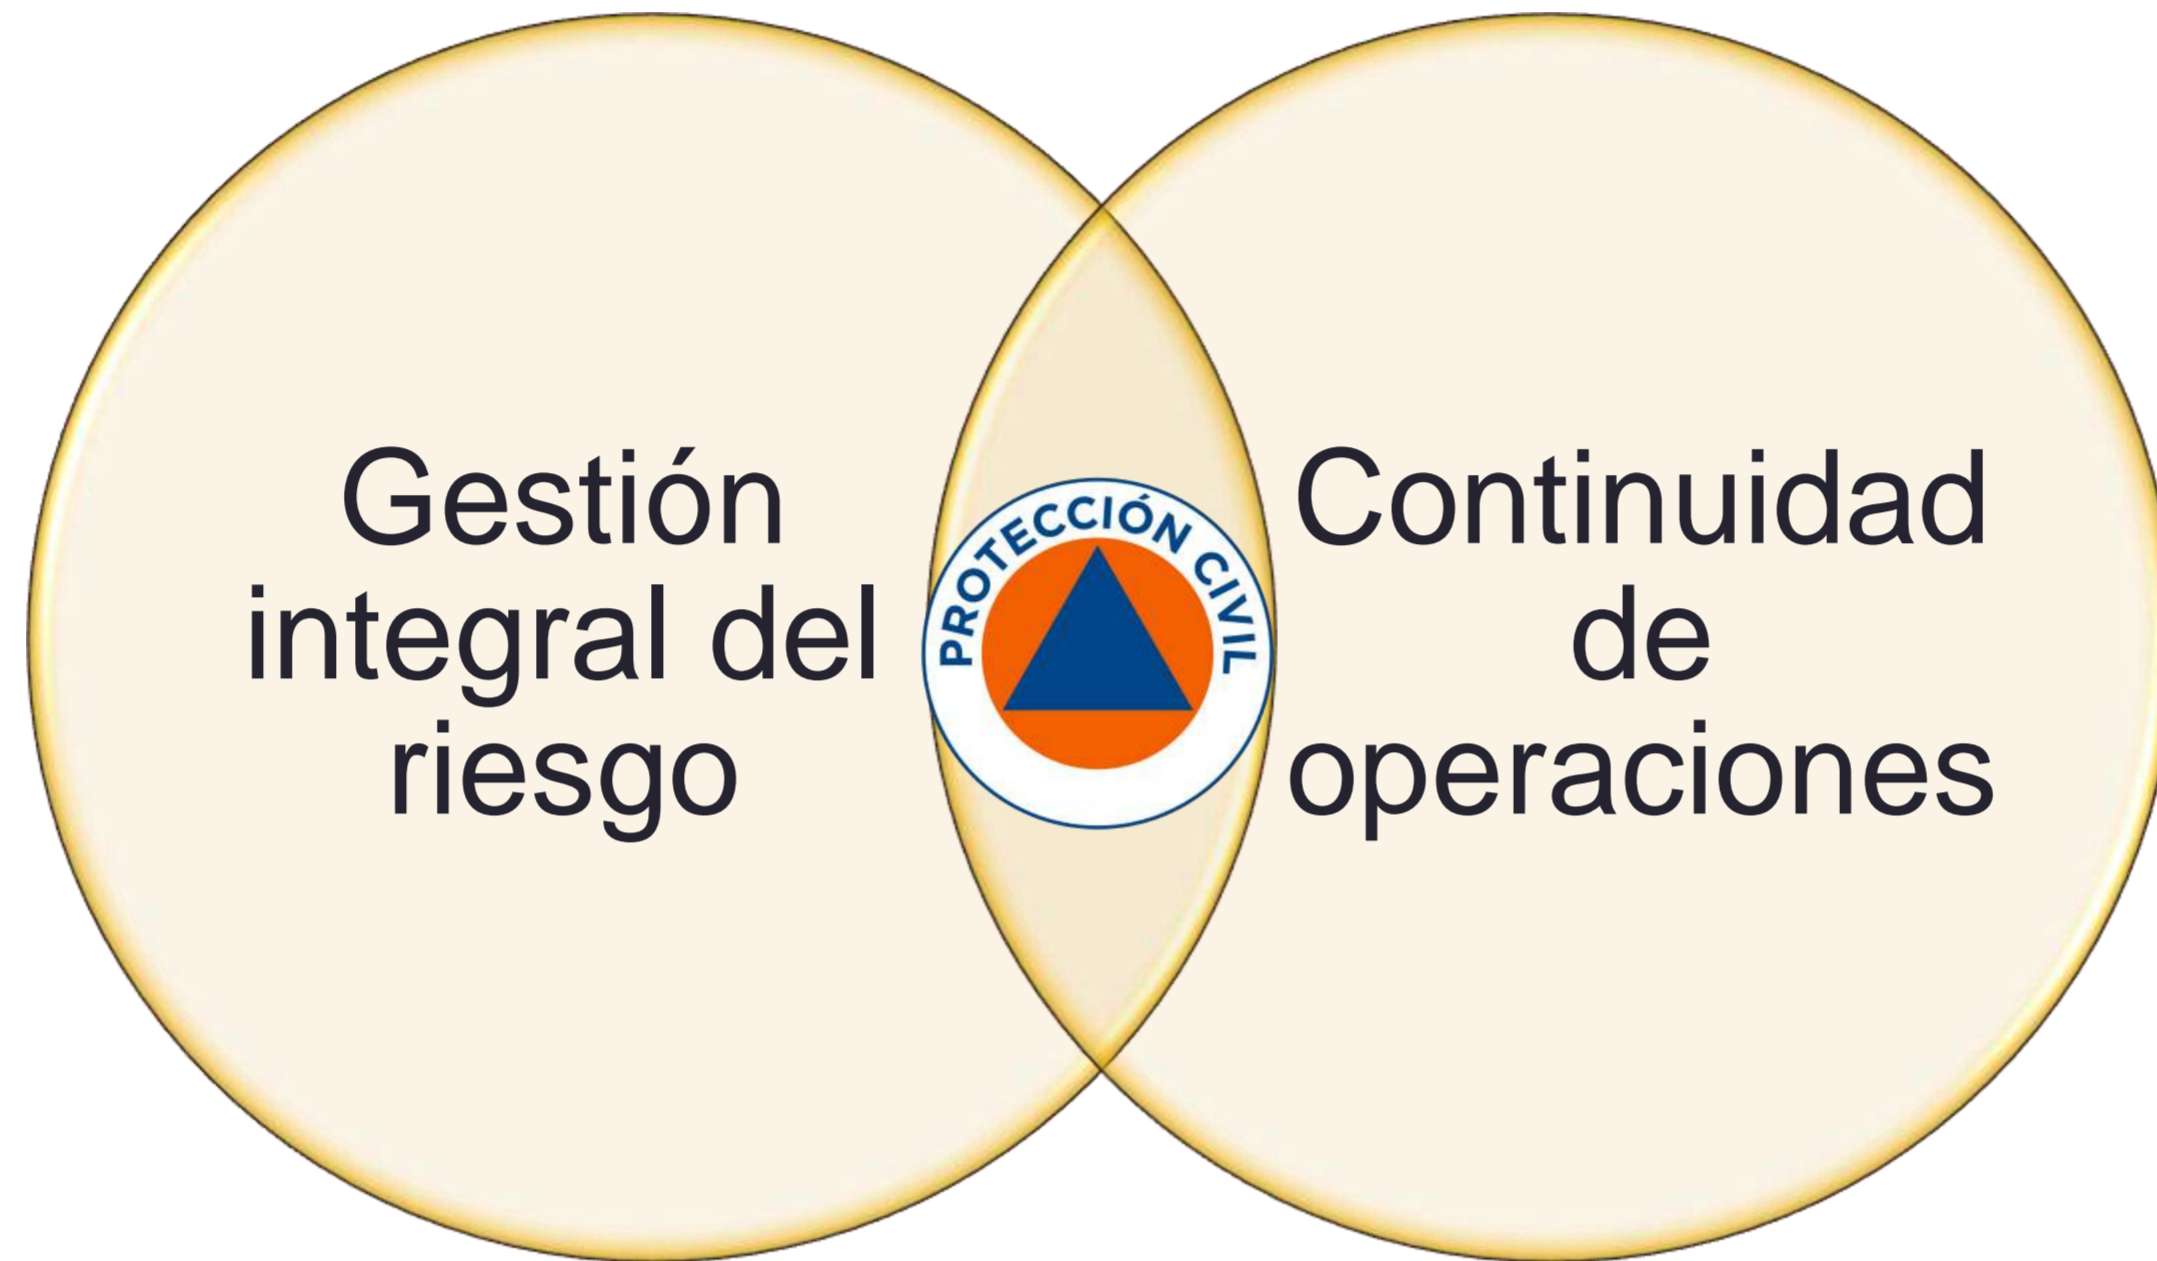 Gestión
integral del
riesgo
PROTECCIÓN CIVIL
Continuidad
de
operaciones